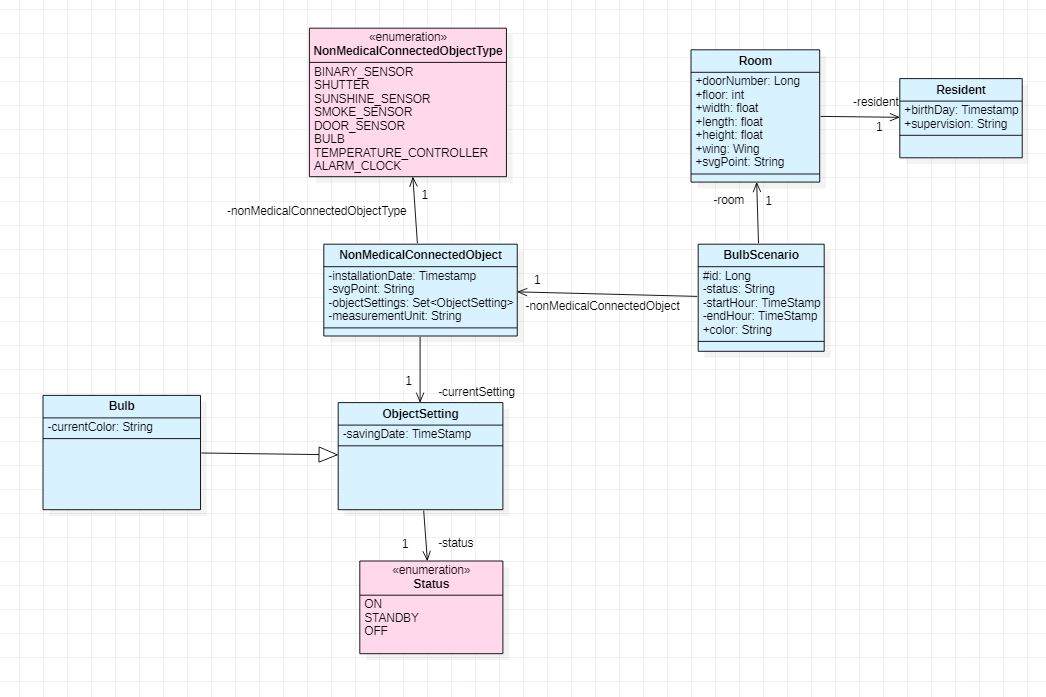 «enumeration»
NonMedicalConnectedObjectType
BINARY_SENSOR
SHUTTER
SUNSHINE_SENSOR
SMOKE_SENSOR
DOOR_SENSOR
BULB
TEMPERATURE_CONTROLLER
ALARM_CLOCK
Room
+doorNumber: Long
+floor: int
+width: float
+length: float
+height: float
+wing: Wing
+svgPoint: String
-resident
1
Resident
+birthDay: Timestamp
+supervision: String
1
-nonMedicalConnectedObjectType
-room
1
NonMedicalConnectedObject
-installationDate: Timestamp
-svgPoint: String
-objectSettings: Set<ObjectSetting>
-measurementUnit: String
1
-nonMedicalConnectedObject
BulbScenario
#id: Long
-status: String
-startHour: TimeStamp
-endHour: TimeStamp
+color: String
1
-currentSetting
Bulb
-currentColor: String
ObjectSetting
-savingDate: TimeStamp
1
-status
«enumeration»
Status
ON
STANDBY
OFF